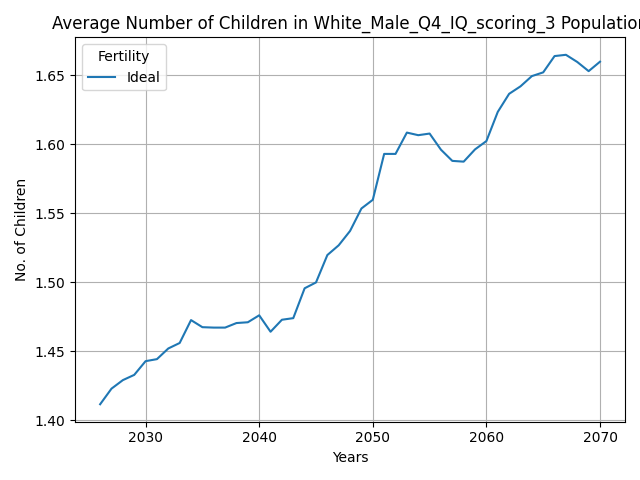 Average Number of Children in White_Male_Q4_IQ_scoring_3 Population
Fertility
Ideal
No. of Children
1.65
1.60
1.55
1.50
1.45
1.40
2030 2040 2050 2060 2070
Years